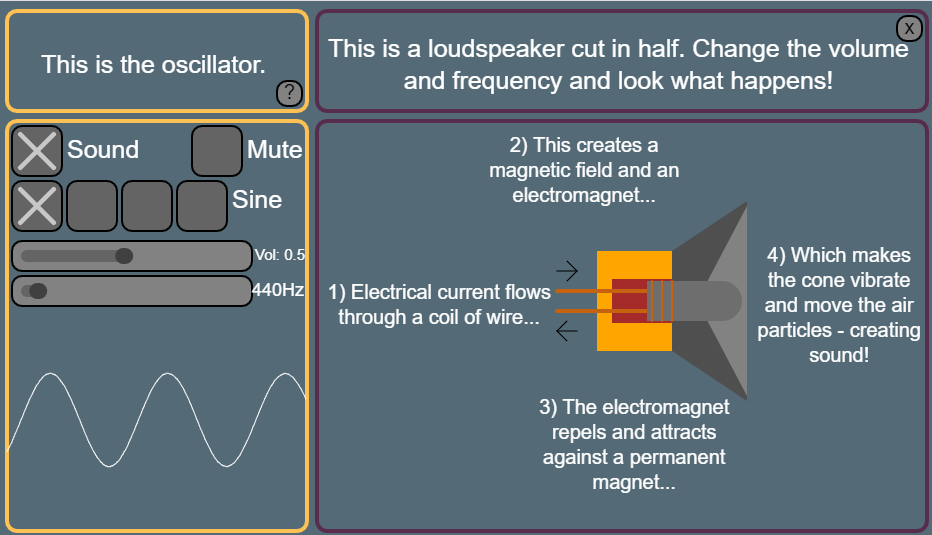 This is the oscillator.
?
This is a loudspeaker cut in half. Change the volume
and frequency and look what happens!
x
Sound
Mute
Sine
Vol: 0.5
440Hz
1) Electrical current flows
through a coil of wire...
2) This creates a
magnetic field and an
electromagnet...
3) The electromagnet
repels and attracts
against a permanent
magnet...
4) Which makes
the cone vibrate
and move the air
particles - creating
sound!